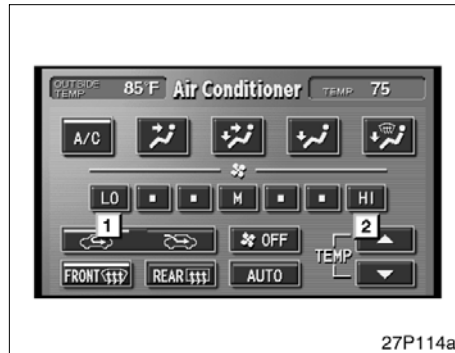 OUTSIDE TEMP 85°F Air Conditioner TEMP 75
A/C
LO M HI
1 2
OFF
TEMP
FRONT REAR AUTO
27P114a